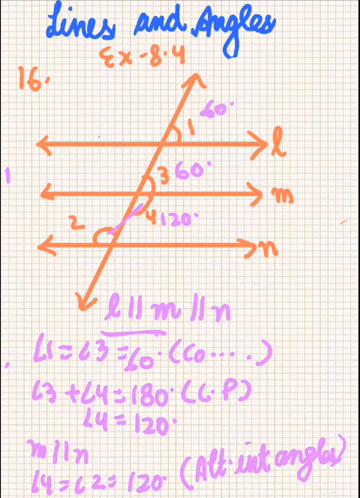 Lines and Angles
Ex-8.4
16.
60°
1
l
3 60°
m
4 120°
2
n
l || m || n
∠1 = ∠3 = 60° (Co.....)
∠3 + ∠4 = 180° (L.P)
∠4 = 120°
m || n
∠4 = ∠2 = 120° (Alt. int angles)